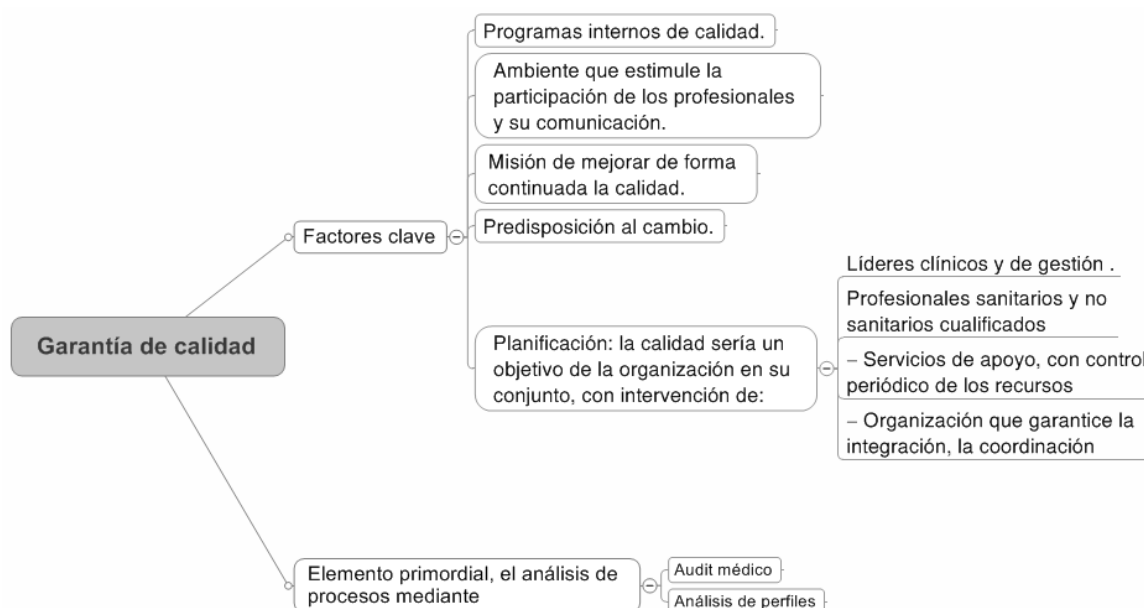 Programas internos de calidad.
Ambiente que estimule la
participación de los profesionales
y su comunicación.
Misión de mejorar de forma
continuada la calidad.
Factores clave
Predisposición al cambio.
Líderes clínicos y de gestión .
Profesionales sanitarios y no
sanitarios cualificados
Garantía de calidad
Planificación: la calidad sería un
objetivo de la organización en su
conjunto, con intervención de:
– Servicios de apoyo, con control
periódico de los recursos
– Organización que garantice la
integración, la coordinación
Elemento primordial, el análisis de
procesos mediante
Audit médico
Análisis de perfiles